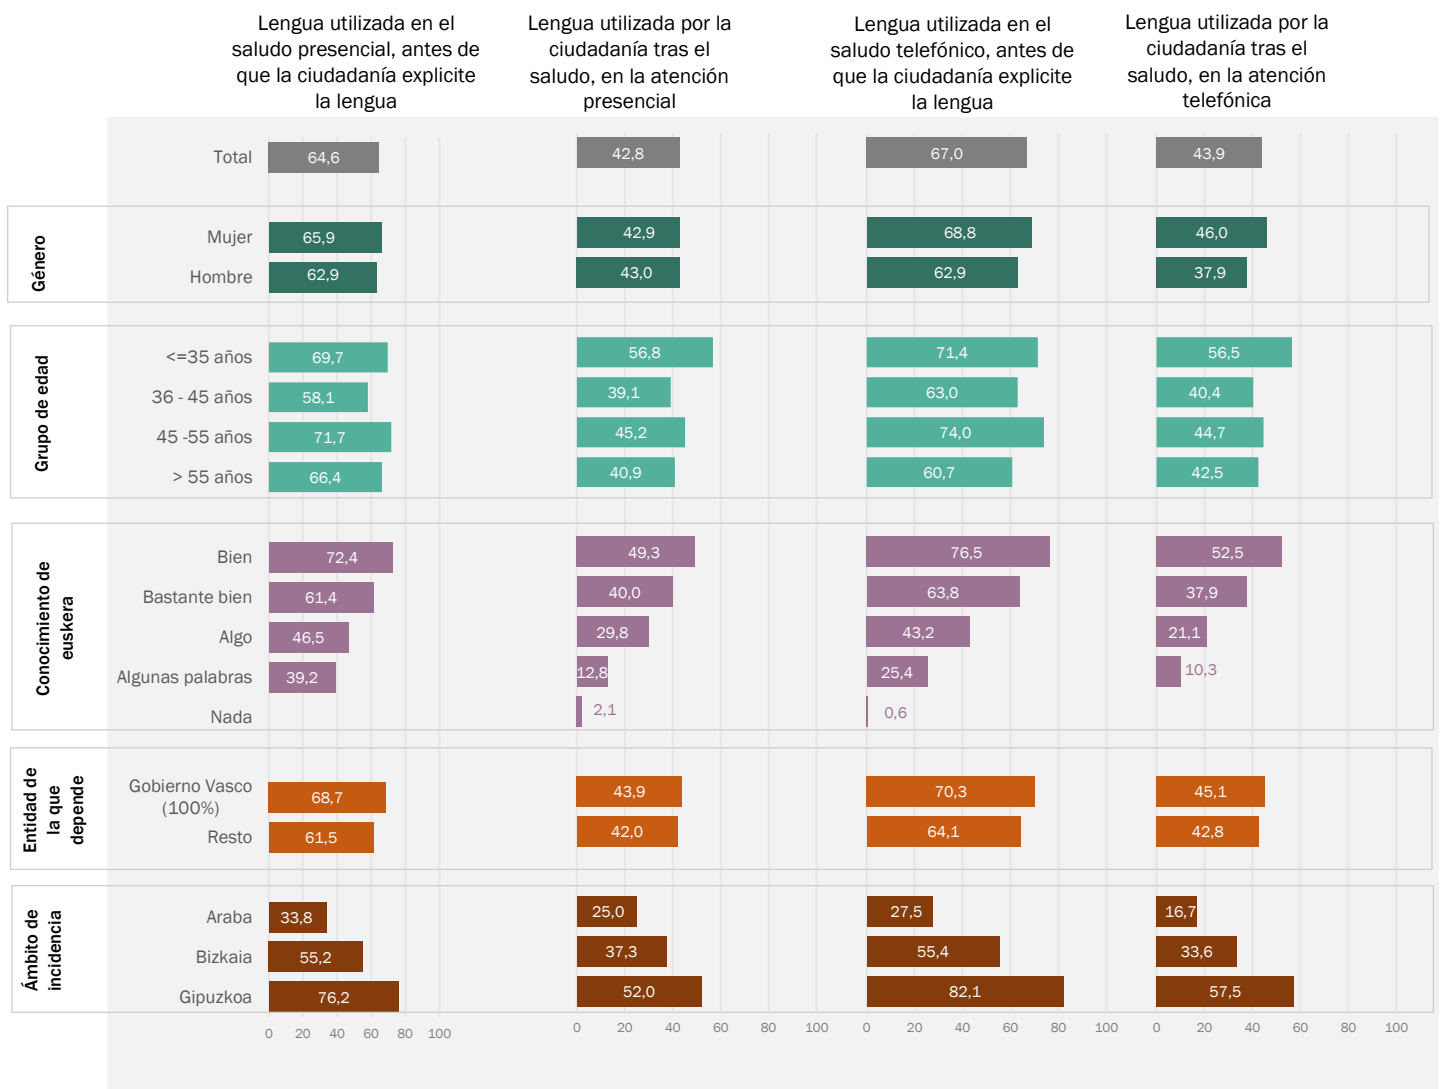 Lengua utilizada en el
saludo presencial, antes de
que la ciudadanía explicite
la lengua
Lengua utilizada por la
ciudadanía tras el
saludo, en la atención
presencial
Lengua utilizada en el
saludo telefónico, antes de
que la ciudadanía explicite
la lengua
Lengua utilizada por la
ciudadanía tras el
saludo, en la atención
telefónica
Total 64,6 42,8 67,0 43,9
Género
Mujer 65,9 42,9 68,8 46,0
Hombre 62,9 43,0 62,9 37,9
Grupo de edad
<=35 años 69,7 56,8 71,4 56,5
36 - 45 años 58,1 39,1 63,0 40,4
45 -55 años 71,7 45,2 74,0 44,7
> 55 años 66,4 40,9 60,7 42,5
Conocimiento de
euskera
Bien 72,4 49,3 76,5 52,5
Bastante bien 61,4 40,0 63,8 37,9
Algo 46,5 29,8 43,2 21,1
Algunas palabras 39,2 12,8 25,4 10,3
Nada 2,1 0,6
Entidad de
la que
depende
Gobierno Vasco
(100%) 68,7 43,9 70,3 45,1
Resto 61,5 42,0 64,1 42,8
Ámbito de
incidencia
Araba 33,8 25,0 27,5 16,7
Bizkaia 55,2 37,3 55,4 33,6
Gipuzkoa 76,2 52,0 82,1 57,5
0 20 40 60 80 100
0 20 40 60 80 100
0 20 40 60 80 100
0 20 40 60 80 100